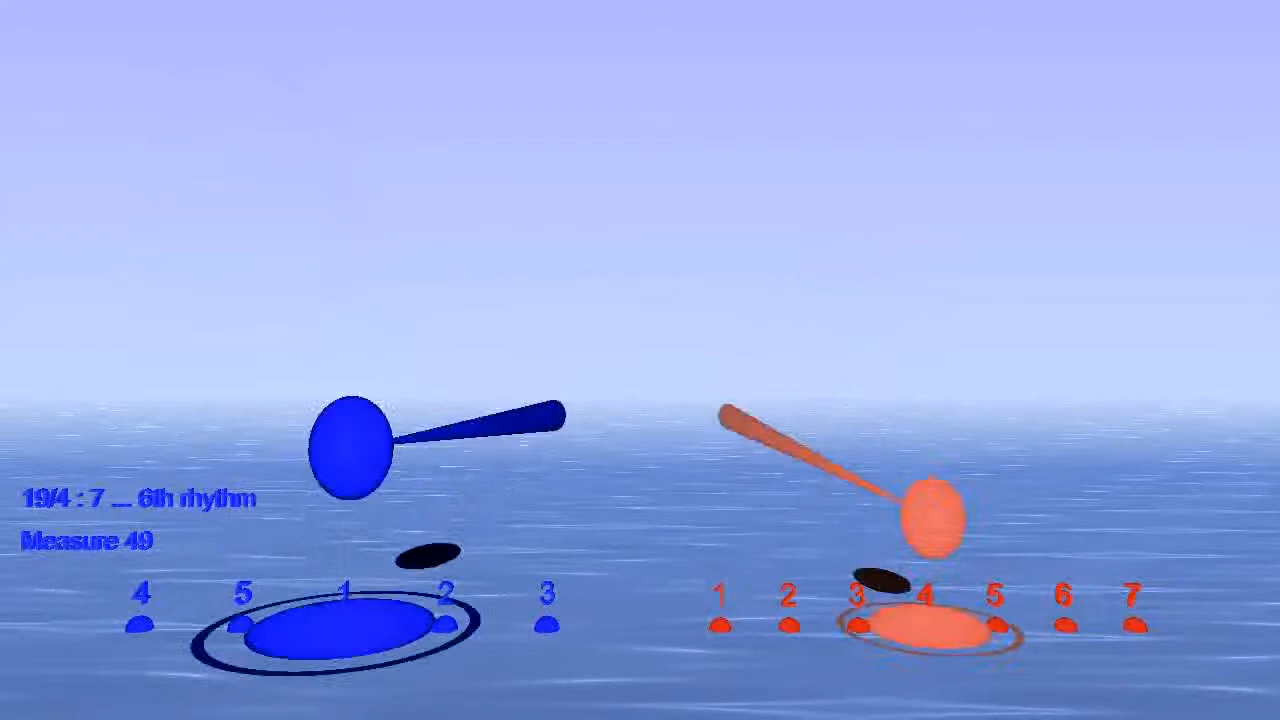 19/4 : 7 ... 6th rhythm
Measure 49
4 5 1 2 3
1 2 3 4 5 6 7